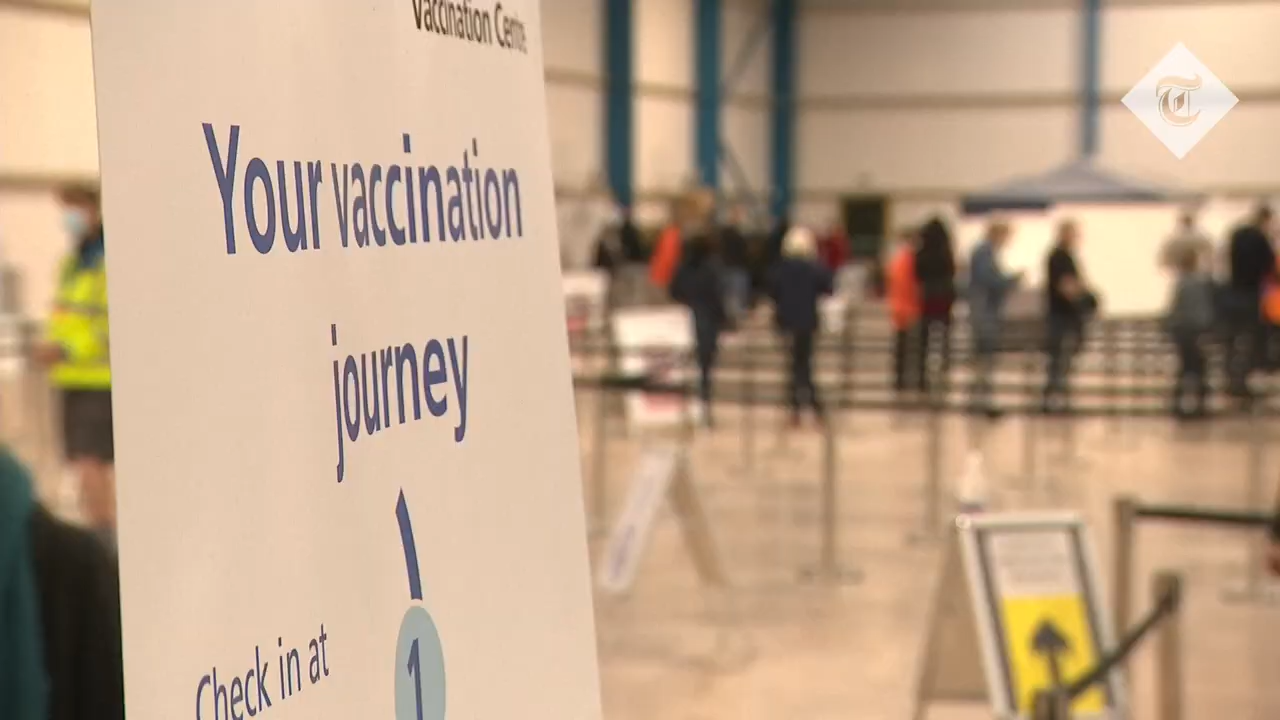 Vaccination Centre
Your vaccination
journey
1
Check in at
T